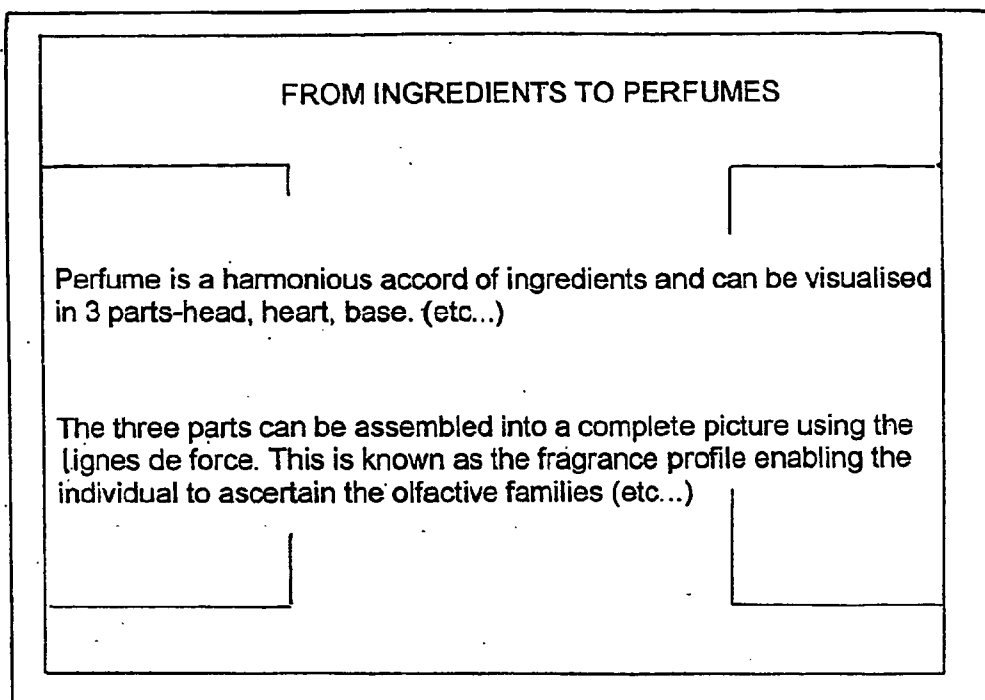 FROM INGREDIENTS TO PERFUMES
Perfume is a harmonious accord of ingredients and can be visualised
in 3 parts-head, heart, base. (etc...)
The three parts can be assembled into a complete picture using the
lignes de force. This is known as the fragrance profile enabling the
individual to ascertain the olfactive families (etc...)